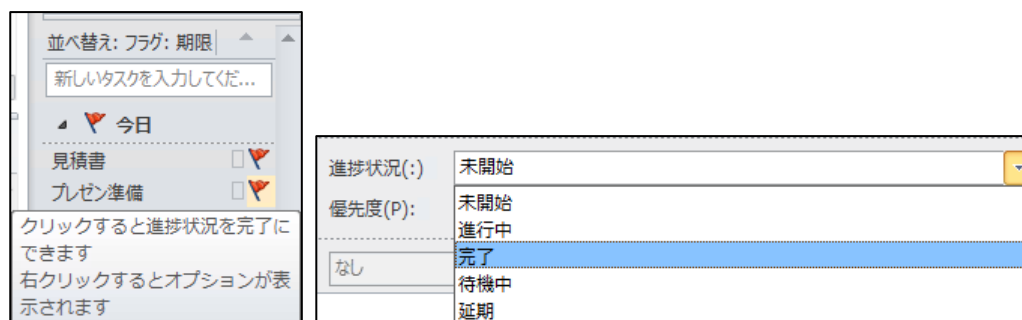 並べ替え: フラグ: 期限
新しいタスクを入力してくだ...
今日
見積書
プレゼン準備
クリックすると進捗状況を完了に
できます
右クリックするとオプションが表
示されます
進捗状況(:)
未開始
優先度(P):
未開始
進行中
完了
なし
待機中
延期